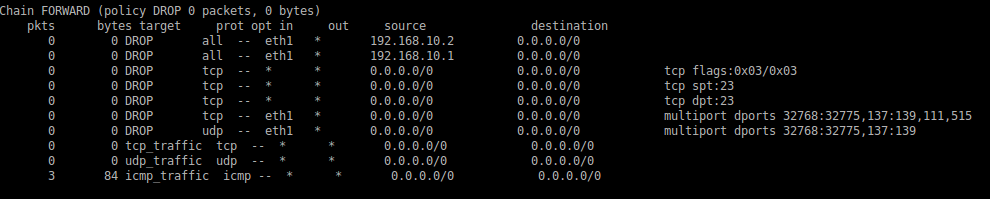 Chain FORWARD (policy DROP 0 packets, 0 bytes)
pkts bytes target prot opt in out source destination
0 0 DROP all -- eth1 * 192.168.10.2 0.0.0.0/0
0 0 DROP all -- eth1 * 192.168.10.1 0.0.0.0/0
0 0 DROP tcp -- * * 0.0.0.0/0 0.0.0.0/0 tcp flags:0x03/0x03
0 0 DROP tcp -- * * 0.0.0.0/0 0.0.0.0/0 tcp spt:23
0 0 DROP tcp -- * * 0.0.0.0/0 0.0.0.0/0 tcp dpt:23
0 0 DROP tcp -- eth1 * 0.0.0.0/0 0.0.0.0/0 multiport dports 32768:32775,137:139,111,515
0 0 DROP udp -- eth1 * 0.0.0.0/0 0.0.0.0/0 multiport dports 32768:32775,137:139
0 0 tcp_traffic tcp -- * * 0.0.0.0/0 0.0.0.0/0
0 0 udp_traffic udp -- * * 0.0.0.0/0 0.0.0.0/0
3 84 icmp_traffic icmp -- * * 0.0.0.0/0 0.0.0.0/0